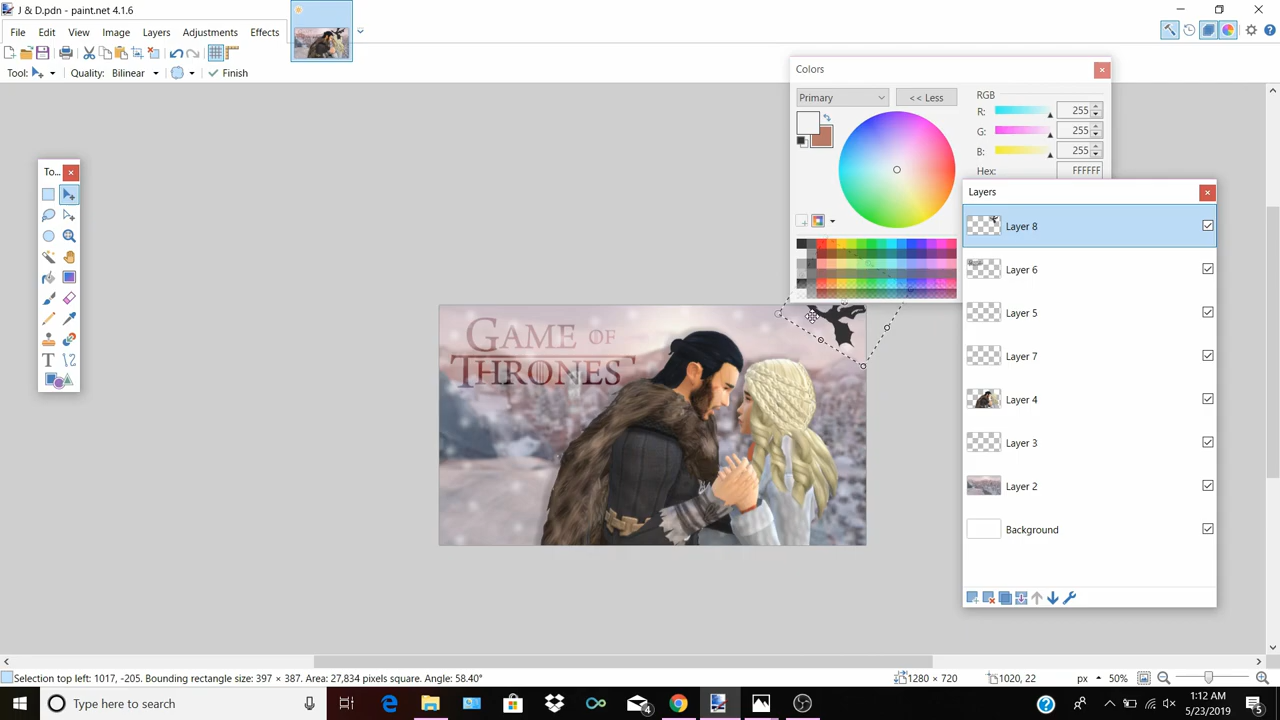 J & D.pdn - paint.net 4.1.6
File Edit View Image Layers Adjustments Effects
Tool: Quality: Bilinear Finish
Colors
Primary << Less RGB
R: 255
G: 255
B: 255
Hex: FFFFFF
To...
Layers
Layer 8
Layer 6
Layer 5
Layer 7
Layer 4
Layer 3
Layer 2
Background
GAME OF
THRONES
Selection top left: 1017, -205. Bounding rectangle size: 397 × 387. Area: 27,834 pixels square. Angle: 58.40° 1280 × 720 1020, 22 px 50%
Type here to search 4 1:12 AM
5/23/2019 5